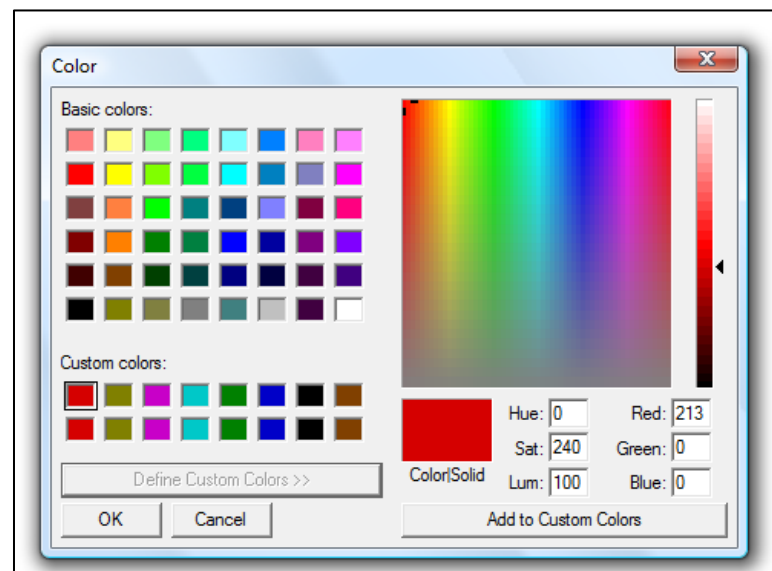 Color
Basic colors:
Custom colors:
Define Custom Colors >>
OK Cancel
Color|Solid
Hue: 0 Red: 213
Sat: 240 Green: 0
Lum: 100 Blue: 0
Add to Custom Colors